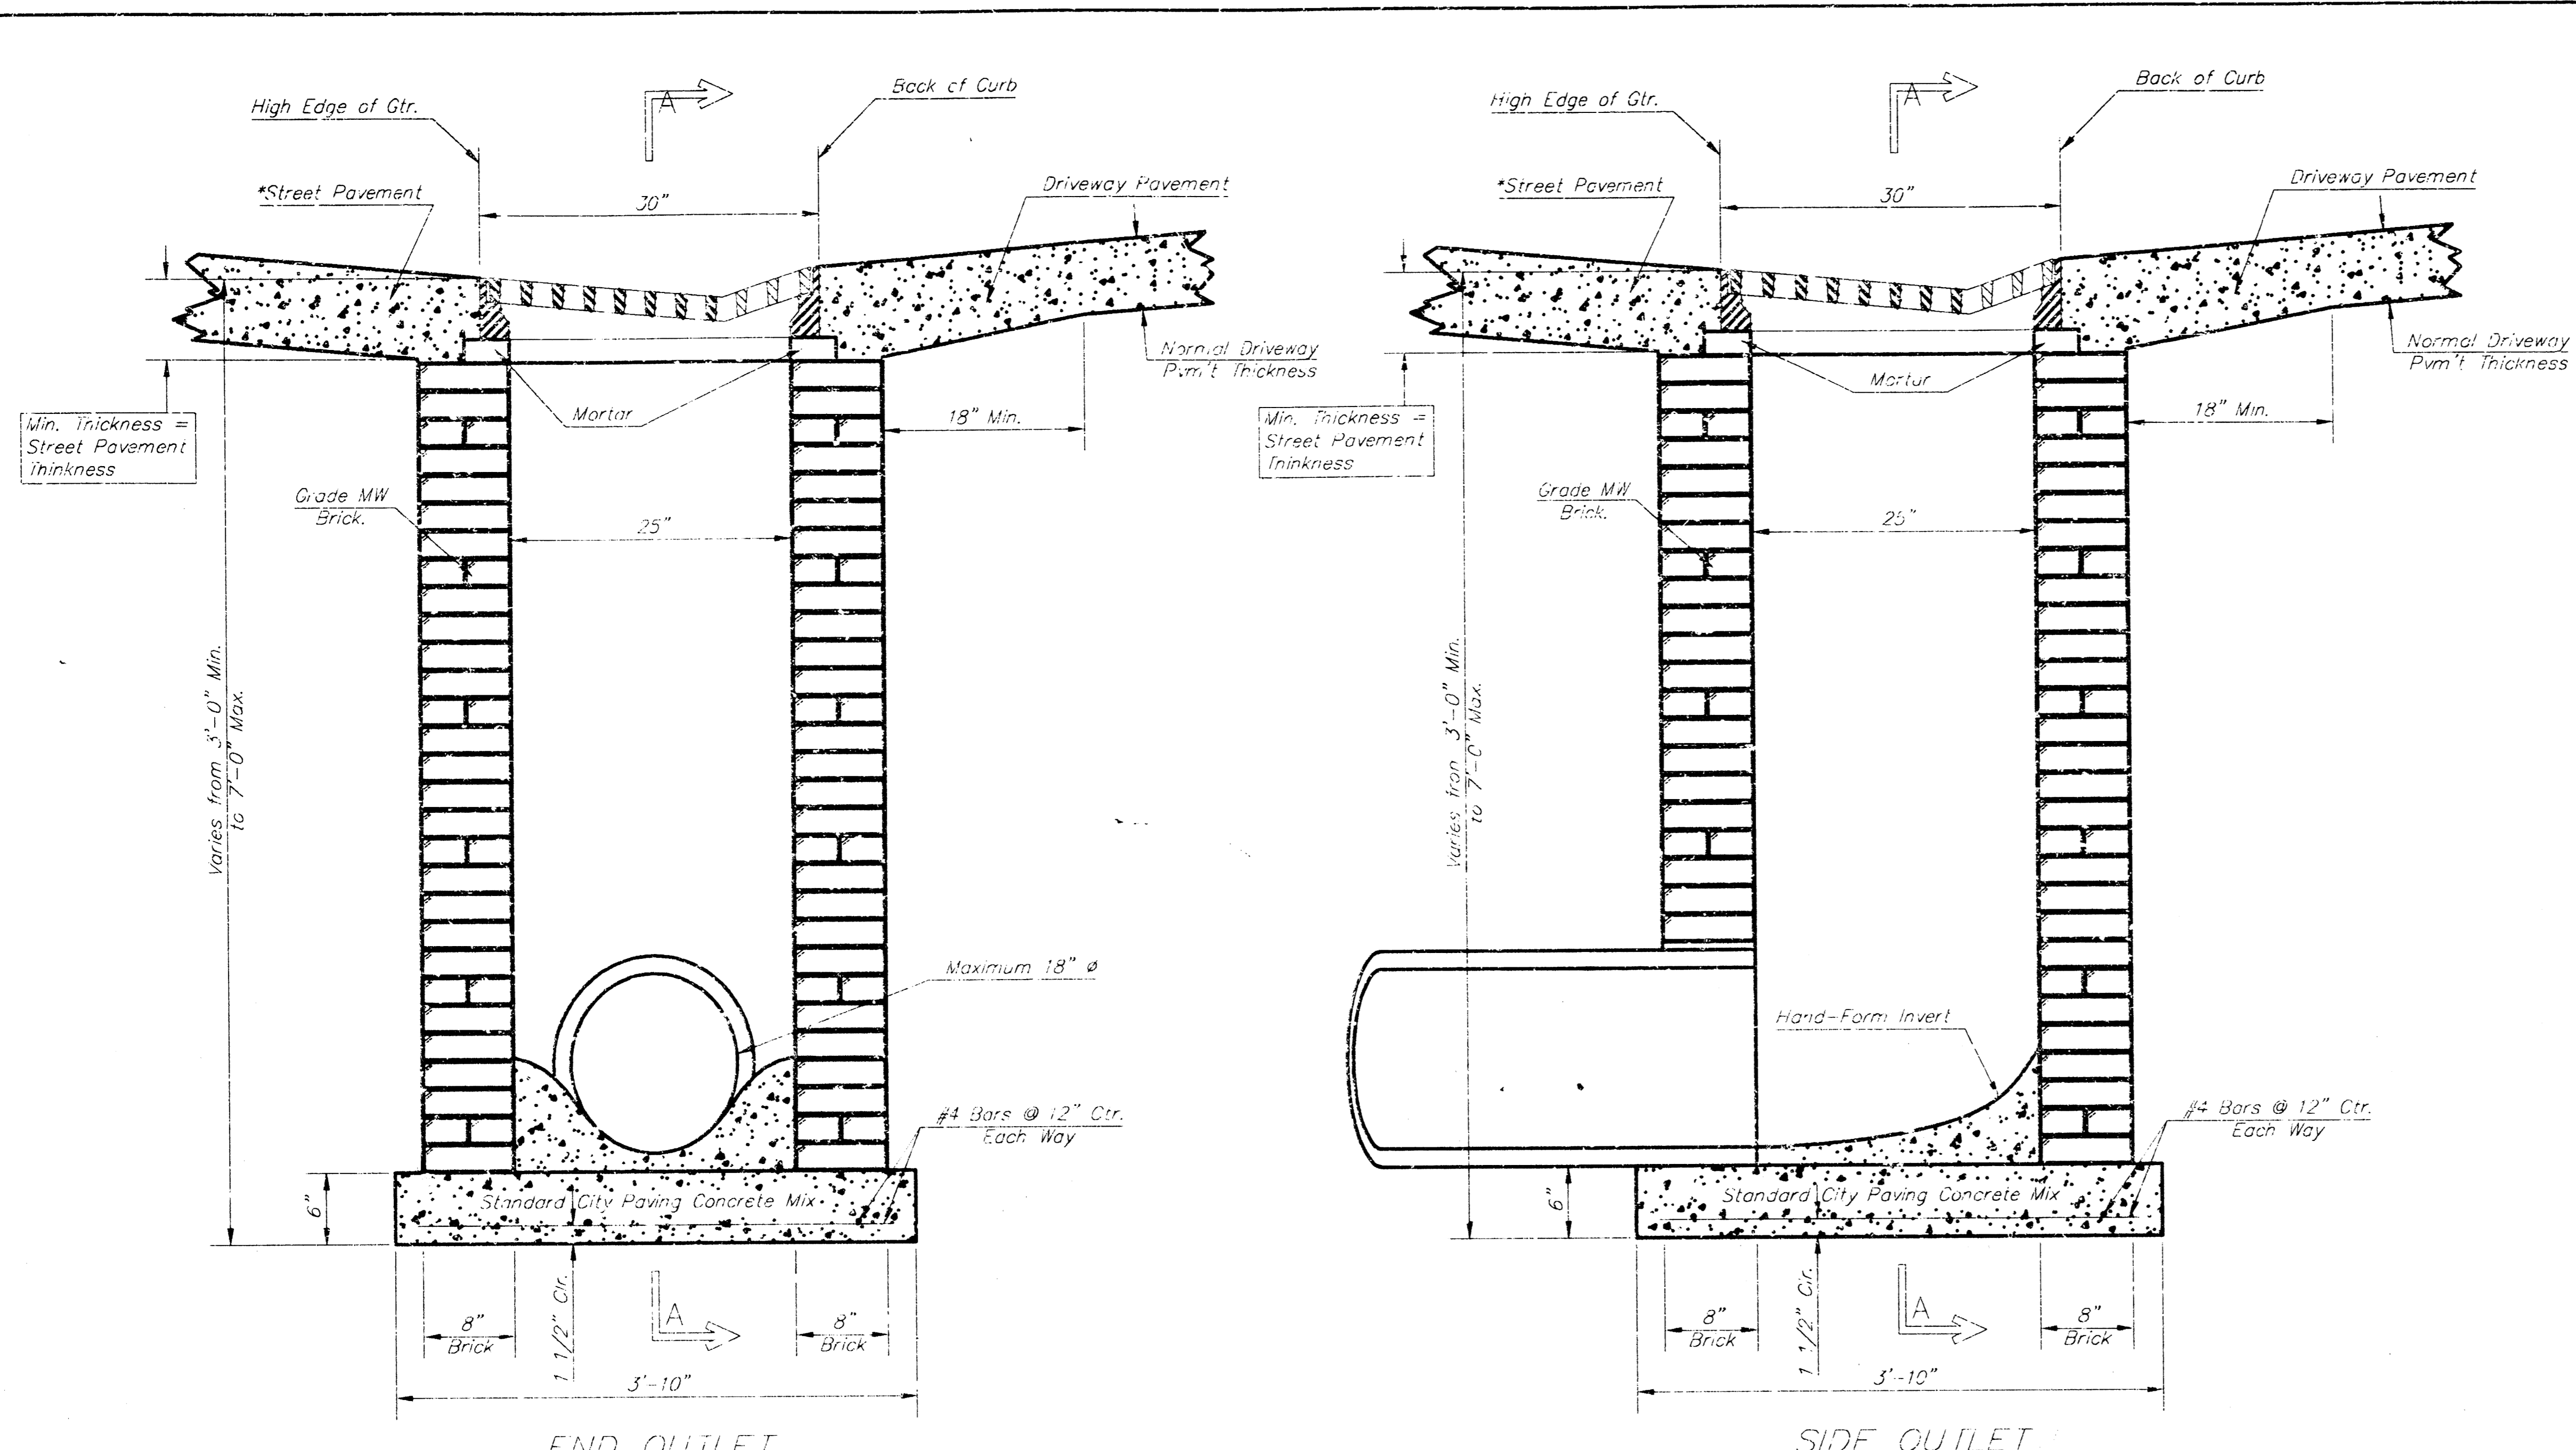 High Edge of Gtr.
A
Back of Curb
*Street Pavement
30"
Driveway Pavement
Normal Driveway
Pvm't Thickness
Mortar
18" Min.
Min. Thickness =
Street Pavement
Thinkness
Grade MW
Brick.
25"
Varies from 3'-0" Min.
to 7'-0" Max.
Maximum 18" ø
#4 Bars @ 12" Ctr.
Each Way
Standard City Paving Concrete Mix
6"
8"
Brick
1 1/2" Clr.
A
8"
Brick
3'-10"
END OUTLET
High Edge of Gtr.
A
Back of Curb
*Street Pavement
30"
Driveway Pavement
Normal Driveway
Pvm't Thickness
Mortar
18" Min.
Min. Thickness =
Street Pavement
Thinkness
Grade MW
Brick.
25"
Varies from 3'-0" Min.
to 7'-0" Max.
Hand-Form Invert
#4 Bars @ 12" Ctr.
Each Way
Standard City Paving Concrete Mix
6"
8"
Brick
1 1/2" Clr.
A
8"
Brick
3'-10"
SIDE OUTLET